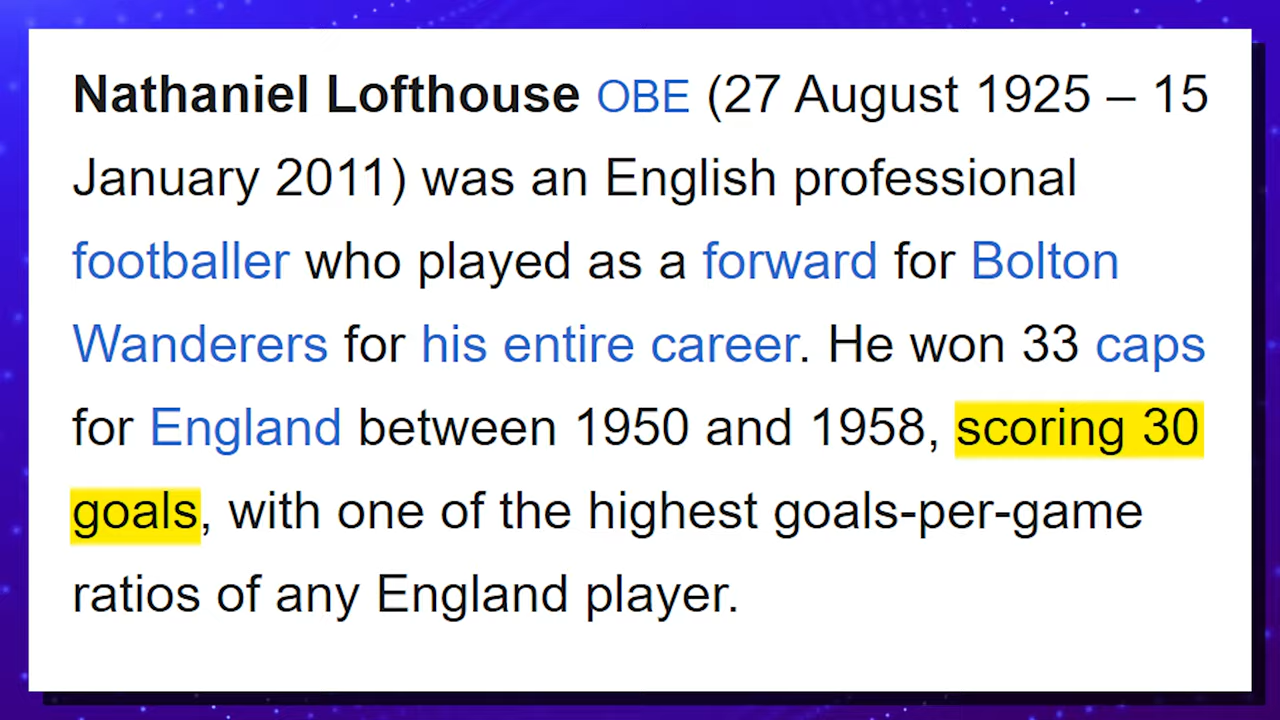 Nathaniel Lofthouse OBE (27 August 1925 – 15
January 2011) was an English professional
footballer who played as a forward for Bolton
Wanderers for his entire career. He won 33 caps
for England between 1950 and 1958, scoring 30
goals, with one of the highest goals-per-game
ratios of any England player.